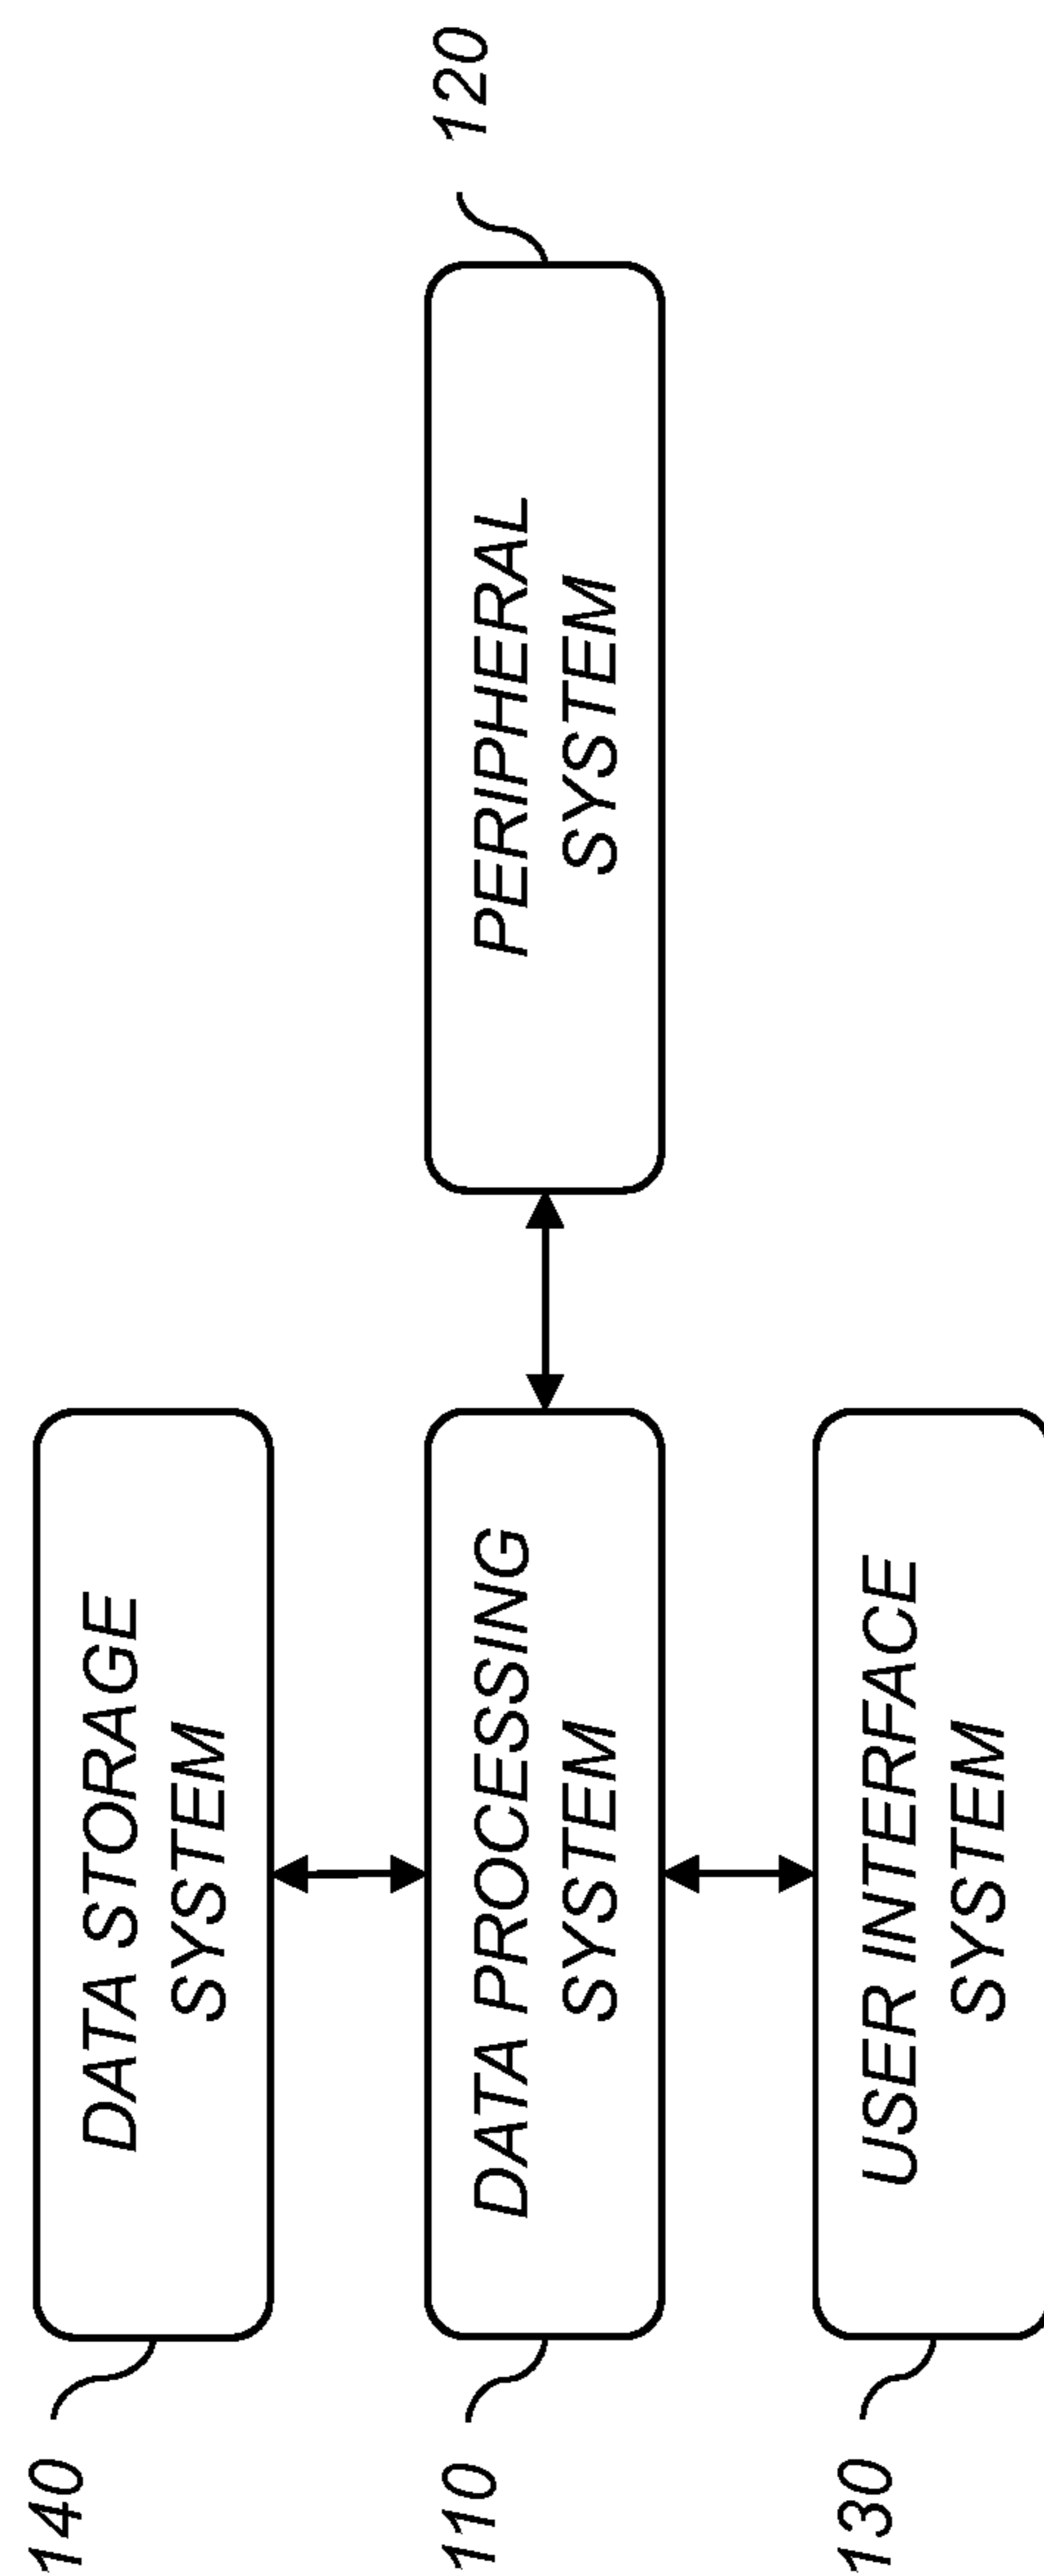 140
DATA STORAGE
SYSTEM
110
DATA PROCESSING
SYSTEM
PERIPHERAL
SYSTEM
120
130
USER INTERFACE
SYSTEM